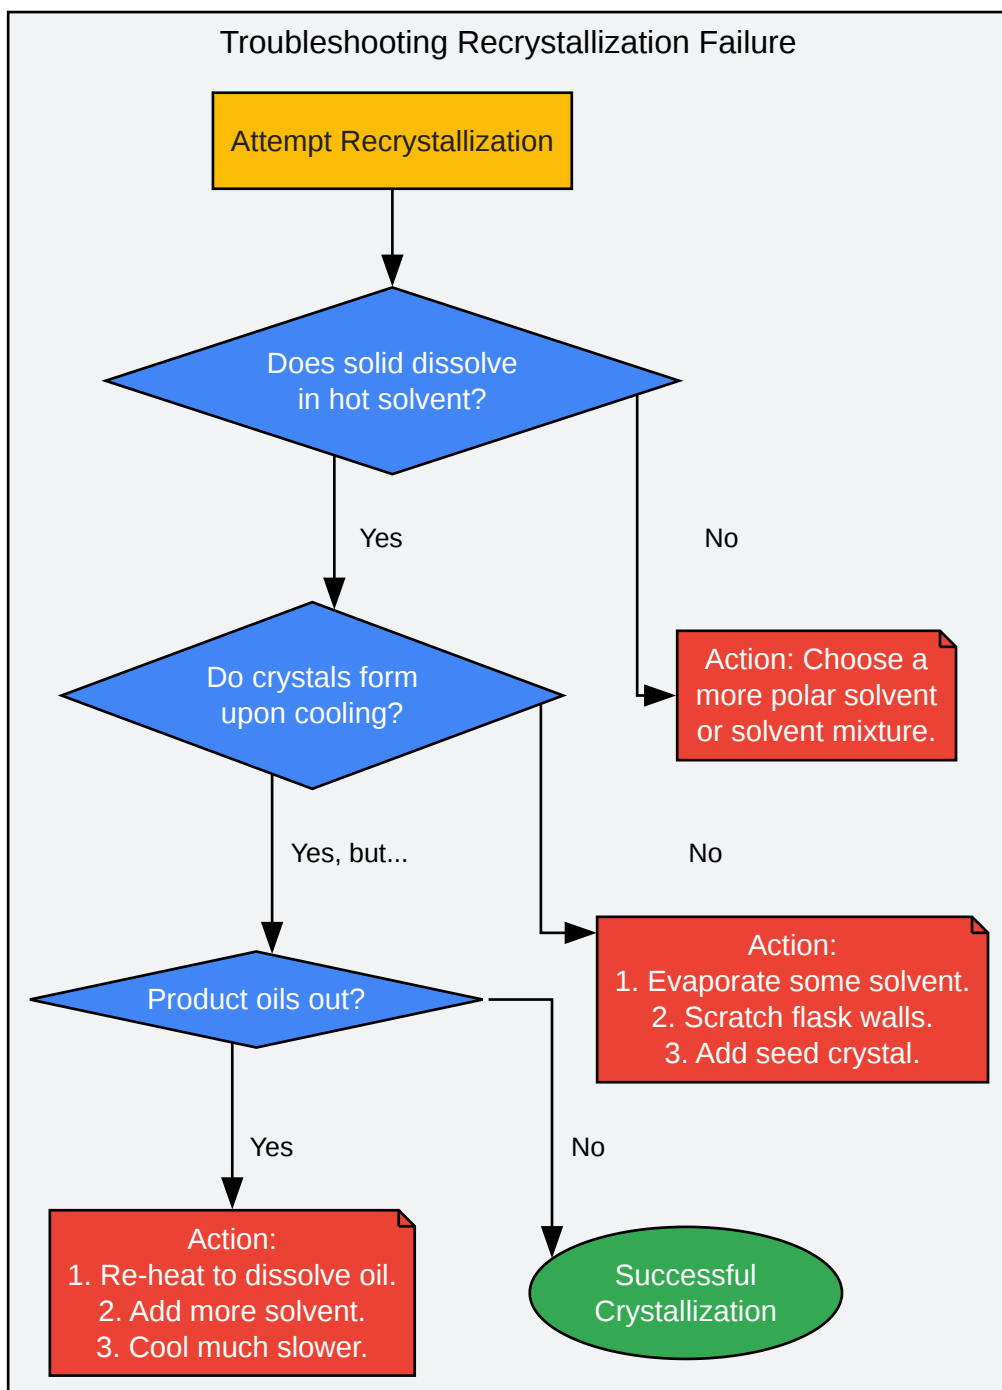 Troubleshooting Recrystallization Failure
Attempt Recrystallization
Does solid dissolve
in hot solvent?
Yes
No
Do crystals form
upon cooling?
Action: Choose a
more polar solvent
or solvent mixture.
Yes, but...
No
Product oils out?
Action:
1. Evaporate some solvent.
2. Scratch flask walls.
3. Add seed crystal.
Yes
No
Action:
1. Re-heat to dissolve oil.
2. Add more solvent.
3. Cool much slower.
Successful
Crystallization